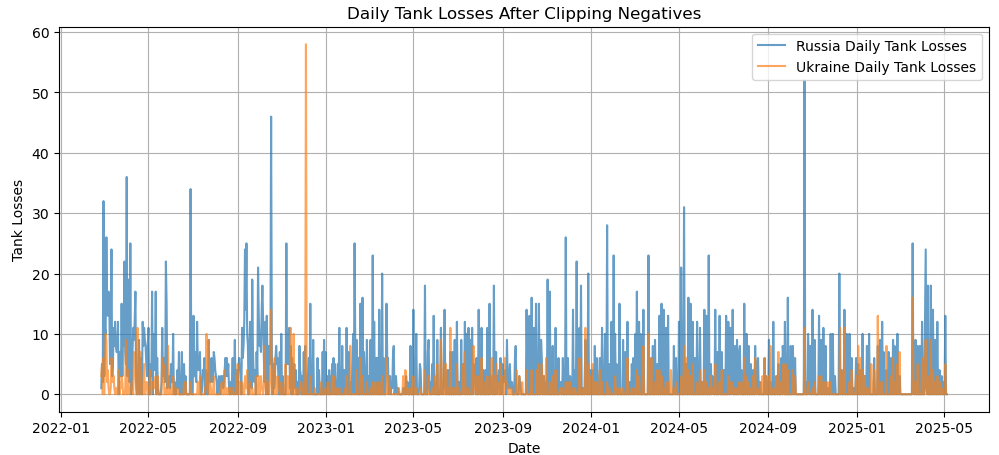 Daily Tank Losses After Clipping Negatives
Russia Daily Tank Losses
Ukraine Daily Tank Losses
Tank Losses
60
50
40
30
20
10
0
2022-01 2022-05 2022-09 2023-01 2023-05 2023-09 2024-01 2024-05 2024-09 2025-01 2025-05
Date